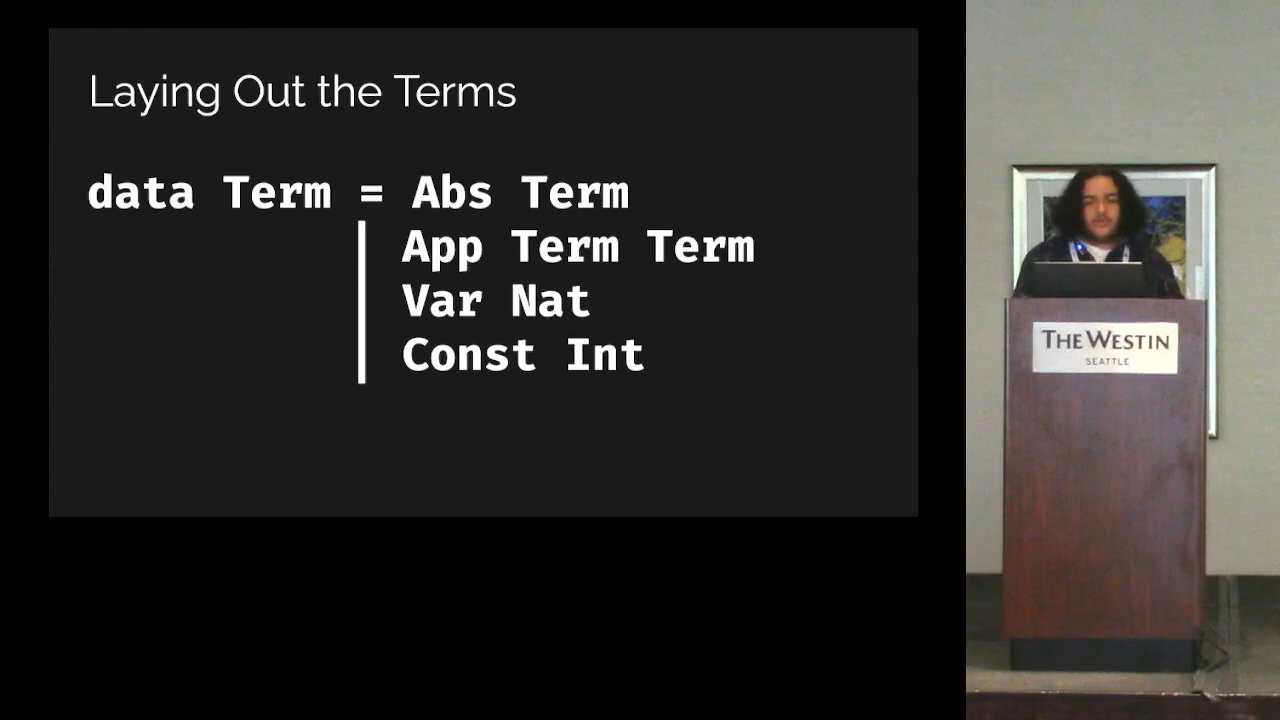 Laying Out the Terms
data Term = Abs Term
| App Term Term
| Var Nat
| Const Int
THE WESTIN
SEATTLE